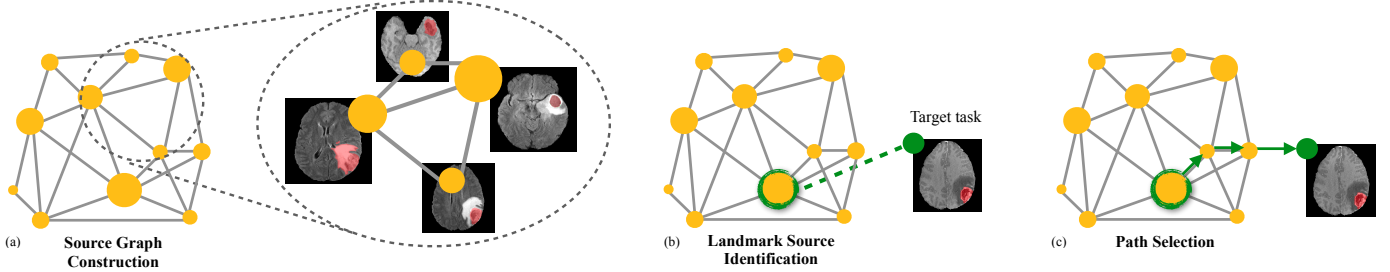 Target task
(a)
Source Graph
Construction
(b)
Landmark Source
Identification
(c)
Path Selection